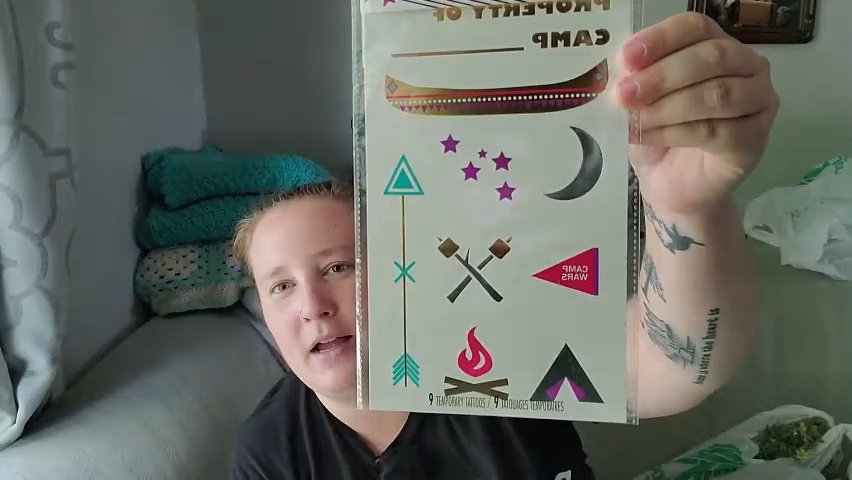 PROPERTY OF
CAMP
CAMP
WARS
9 TEMPORARY TATTOOS / 9 TATOUAGES TEMPORAIRES